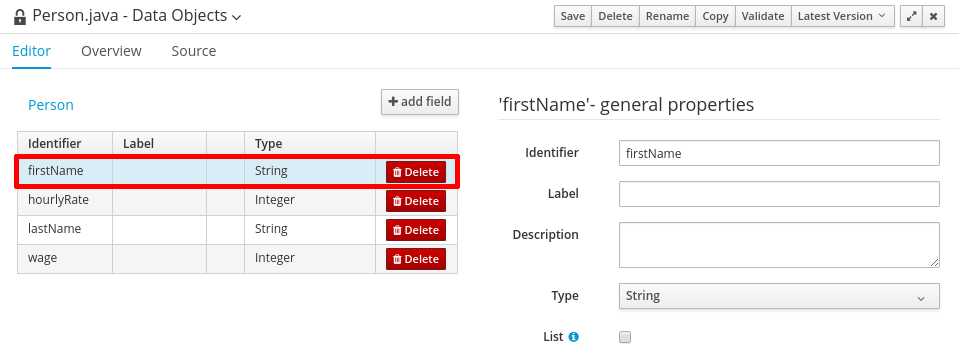 Person.java - Data Objects
Save Delete Rename Copy Validate Latest Version
Editor Overview Source
Person
+ add field
Identifier Label Type
firstName String Delete
hourlyRate Integer Delete
lastName String Delete
wage Integer Delete
'firstName'- general properties
Identifier firstName
Label
Description
Type String
List